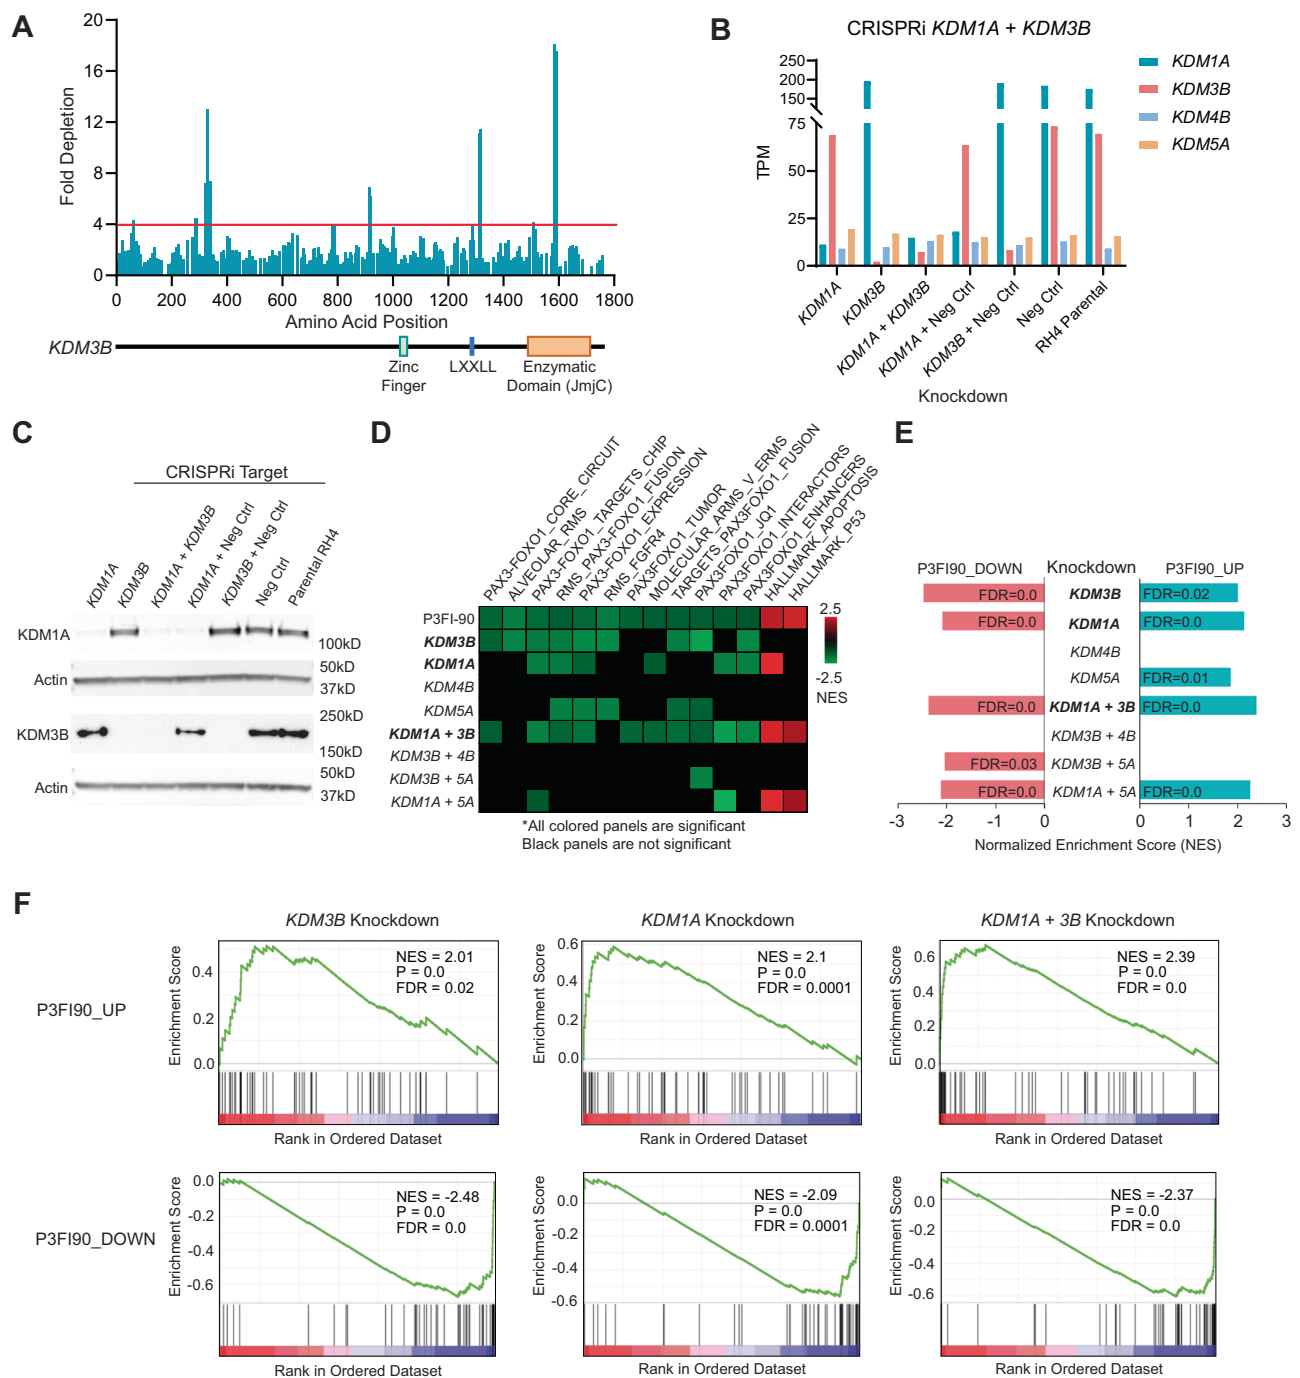 A
20
16
12
8
4
0
Fold Depletion
0 200 400 600 800 1000 1200 1400 1600 1800
Amino Acid Position
KDM3B
Zinc Finger
LXXLL
Enzymatic Domain (JmjC)
B
CRISPRi KDM1A + KDM3B
250
200
150
75
50
25
0
TPM
KDM1A
KDM3B
KDM4B
KDM5A
KDM1A
KDM3B
KDM1A + KDM3B
KDM1A + Neg Ctrl
KDM3B + Neg Ctrl
Neg Ctrl
RH4 Parental
Knockdown
C
CRISPRi Target
KDM1A
KDM3B
KDM1A + KDM3B
KDM1A + Neg Ctrl
KDM3B + Neg Ctrl
Neg Ctrl
Parental RH4
KDM1A
100kD
50kD
Actin
37kD
250kD
KDM3B
150kD
50kD
Actin
37kD
D
PAX3-FOXO1_CORE_CIRCUIT
ALVEOLAR_RMS
PAX3-FOXO1_TARGETS_CHIP
RMS_PAX3-FOXO1_FUSION
PAX3-FOXO1_EXPRESSION
RMS_FGFR4
PAX3FOXO1_TUMOR
MOLECULAR_ARMS_V_ERMS
TARGETS_PAX3FOXO1_FUSION
PAX3FOXO1_JQ1
PAX3FOXO1_INTERACTORS
PAX3FOXO1_ENHANCERS
HALLMARK_APOPTOSIS
HALLMARK_P53
P3FI-90
KDM3B
KDM1A
KDM4B
KDM5A
KDM1A + 3B
KDM3B + 4B
KDM3B + 5A
KDM1A + 5A
2.5
-2.5
NES
*All colored panels are significant
Black panels are not significant
E
P3FI90_DOWN Knockdown P3FI90_UP
FDR=0.0 KDM3B FDR=0.02
FDR=0.0 KDM1A FDR=0.0
KDM4B
KDM5A FDR=0.01
FDR=0.0 KDM1A + 3B FDR=0.0
KDM3B + 4B
FDR=0.03 KDM3B + 5A
FDR=0.0 KDM1A + 5A FDR=0.0
-3 -2 -1 0 0 1 2 3
Normalized Enrichment Score (NES)
F
KDM3B Knockdown
KDM1A Knockdown
KDM1A + 3B Knockdown
P3FI90_UP
Enrichment Score
0.4
0.2
0.0
NES = 2.01
P = 0.0
FDR = 0.02
Rank in Ordered Dataset
Enrichment Score
0.6
0.4
0.2
0.0
NES = 2.1
P = 0.0
FDR = 0.0001
Rank in Ordered Dataset
Enrichment Score
0.6
0.4
0.2
0.0
NES = 2.39
P = 0.0
FDR = 0.0
Rank in Ordered Dataset
P3FI90_DOWN
Enrichment Score
0.0
-0.2
-0.4
-0.6
NES = -2.48
P = 0.0
FDR = 0.0
Rank in Ordered Dataset
Enrichment Score
0.0
-0.2
-0.4
-0.6
NES = -2.09
P = 0.0
FDR = 0.0001
Rank in Ordered Dataset
Enrichment Score
0.0
-0.2
-0.4
-0.6
NES = -2.37
P = 0.0
FDR = 0.0
Rank in Ordered Dataset